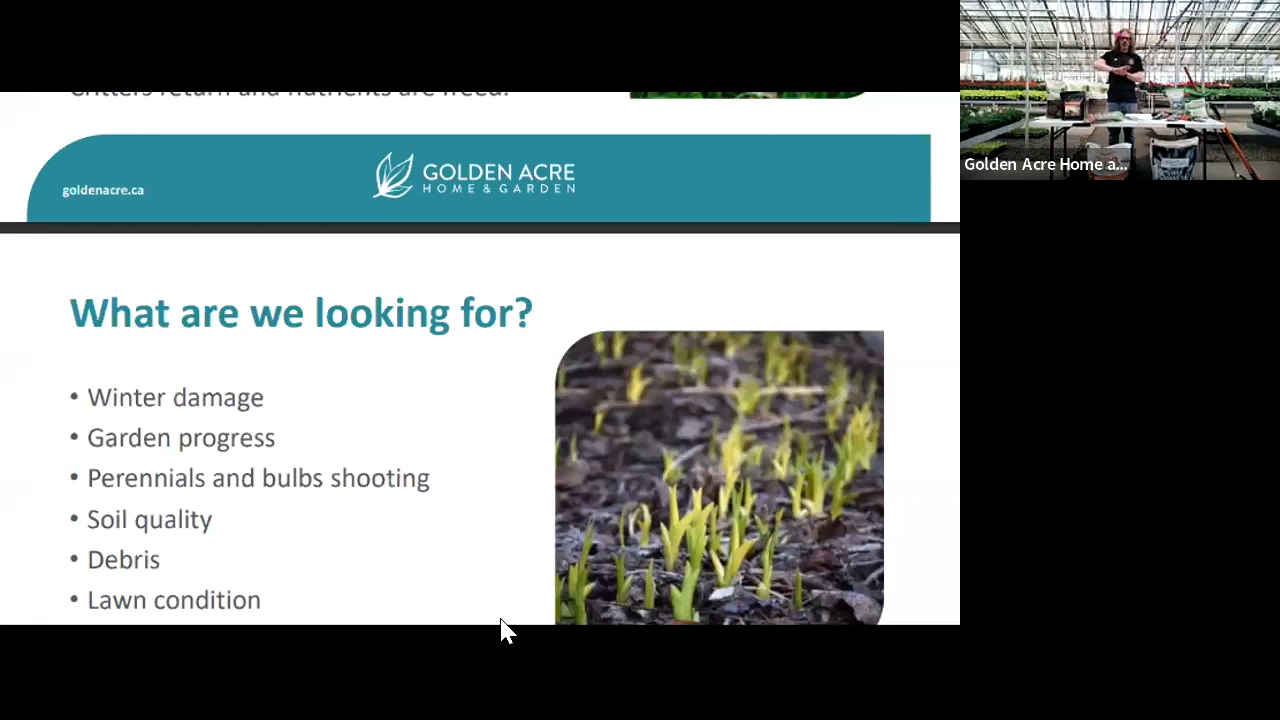 Critters return and nutrients are freed!
goldenacre.ca
GOLDEN ACRE
HOME & GARDEN
Golden Acre Home a...
What are we looking for?
• Winter damage
• Garden progress
• Perennials and bulbs shooting
• Soil quality
• Debris
• Lawn condition